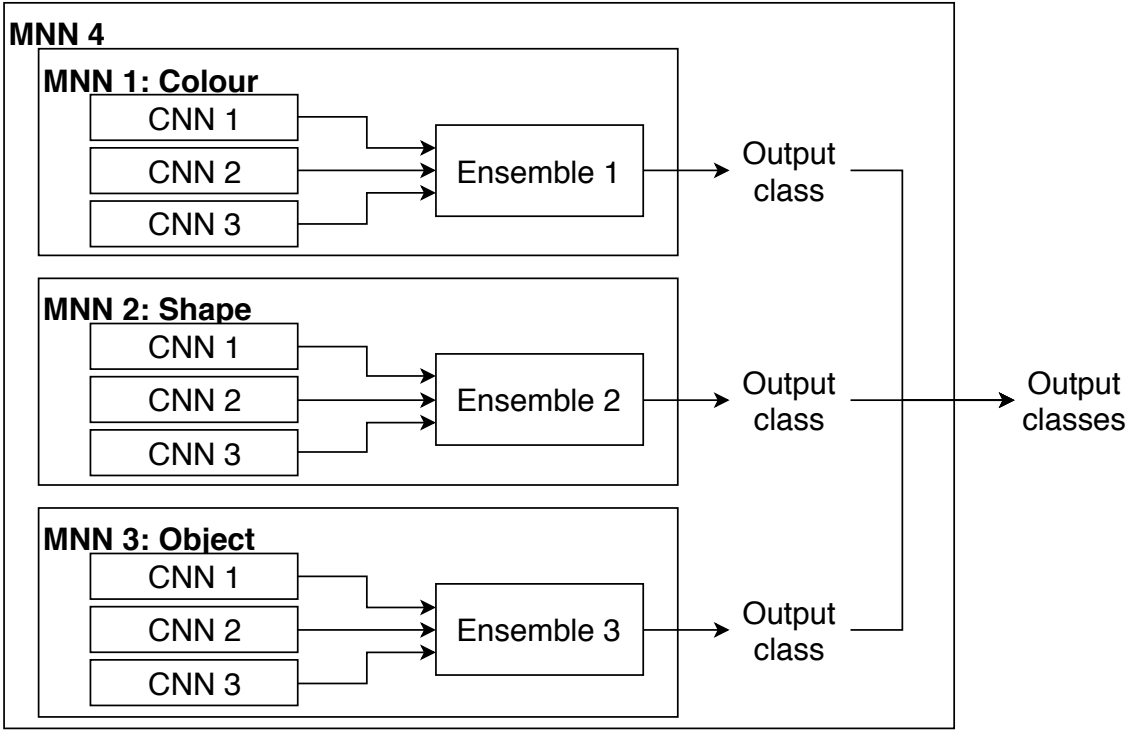 MNN 4
MNN 1: Colour
CNN 1
CNN 2
CNN 3
Ensemble 1
Output
class
MNN 2: Shape
CNN 1
CNN 2
CNN 3
Ensemble 2
Output
class
MNN 3: Object
CNN 1
CNN 2
CNN 3
Ensemble 3
Output
class
Output
classes